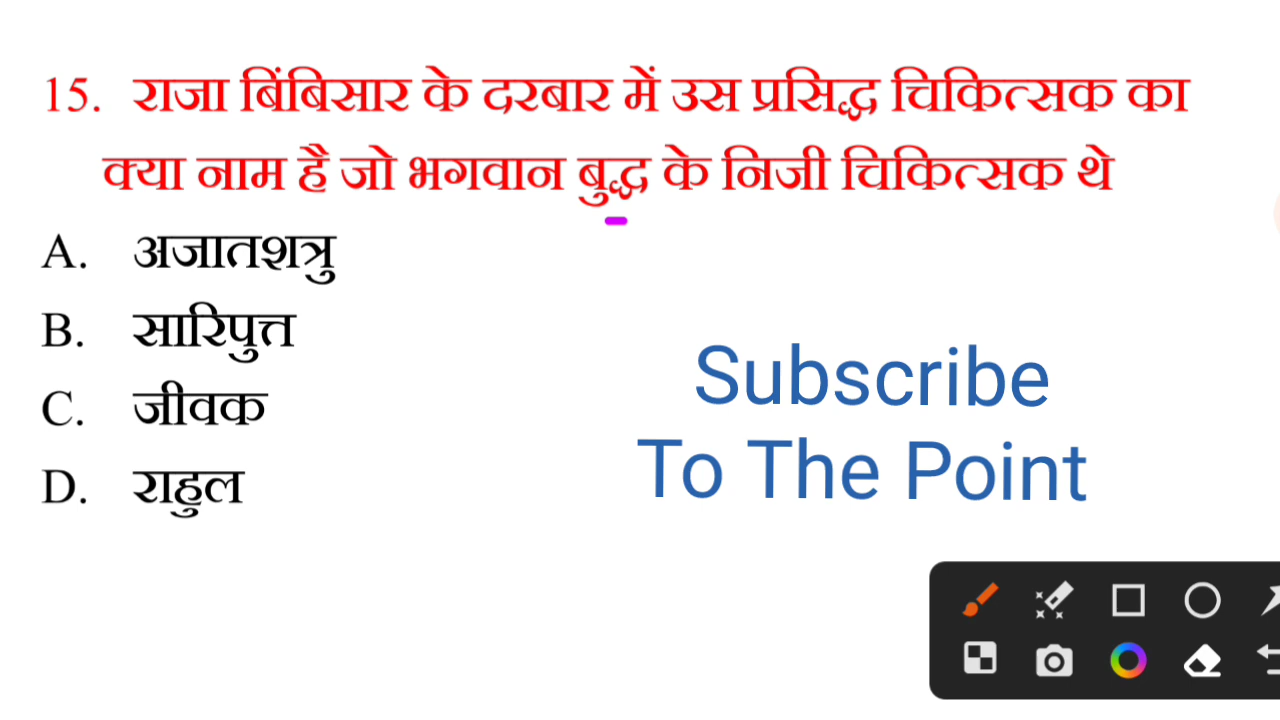 15. राजा बिंबिसार के दरबार में उस प्रसिद्ध चिकित्सक का
क्या नाम है जो भगवान बुद्ध के निजी चिकित्सक थे
A. अजातशत्रु
B. सारिपुत्त
C. जीवक
D. राहुल
Subscribe
To The Point